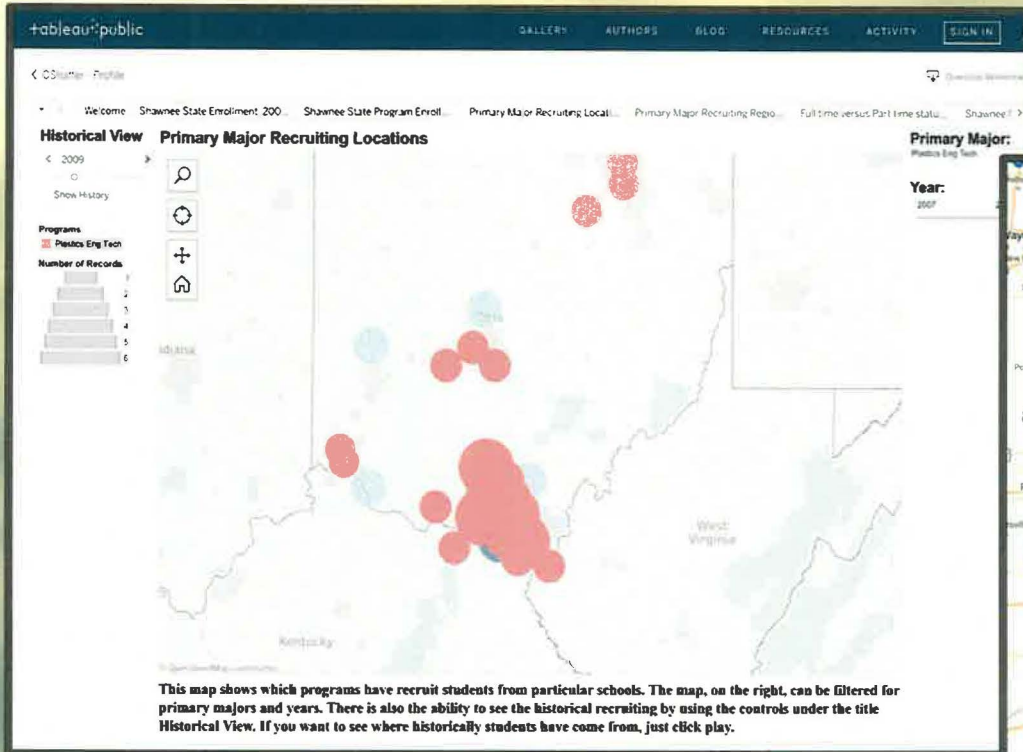 +ableau+public
GALLERY AUTHORS BLOG RESOURCES ACTIVITY SIGN IN
Profile
Welcome Shawnee State Enrollment, 200... Shawnee State Program Enroll... Primary Major Recruiting Locati... Primary Major Recruiting Regio... Full time versus Part time statu... Shawnee
Historical View
< 2009 >
Show History
Programs
Plastics Eng Tech
Number of Records
1
2
3
4
5
6
Primary Major Recruiting Locations
Ohio
West
Virginia
Kentucky
Primary Major:
Plastics Eng Tech
Year:
2007
This map shows which programs have recruit students from particular schools. The map, on the right, can be filtered for
primary majors and years. There is also the ability to see the historical recruiting by using the controls under the title
Historical View. If you want to see where historically students have come from, just click play.